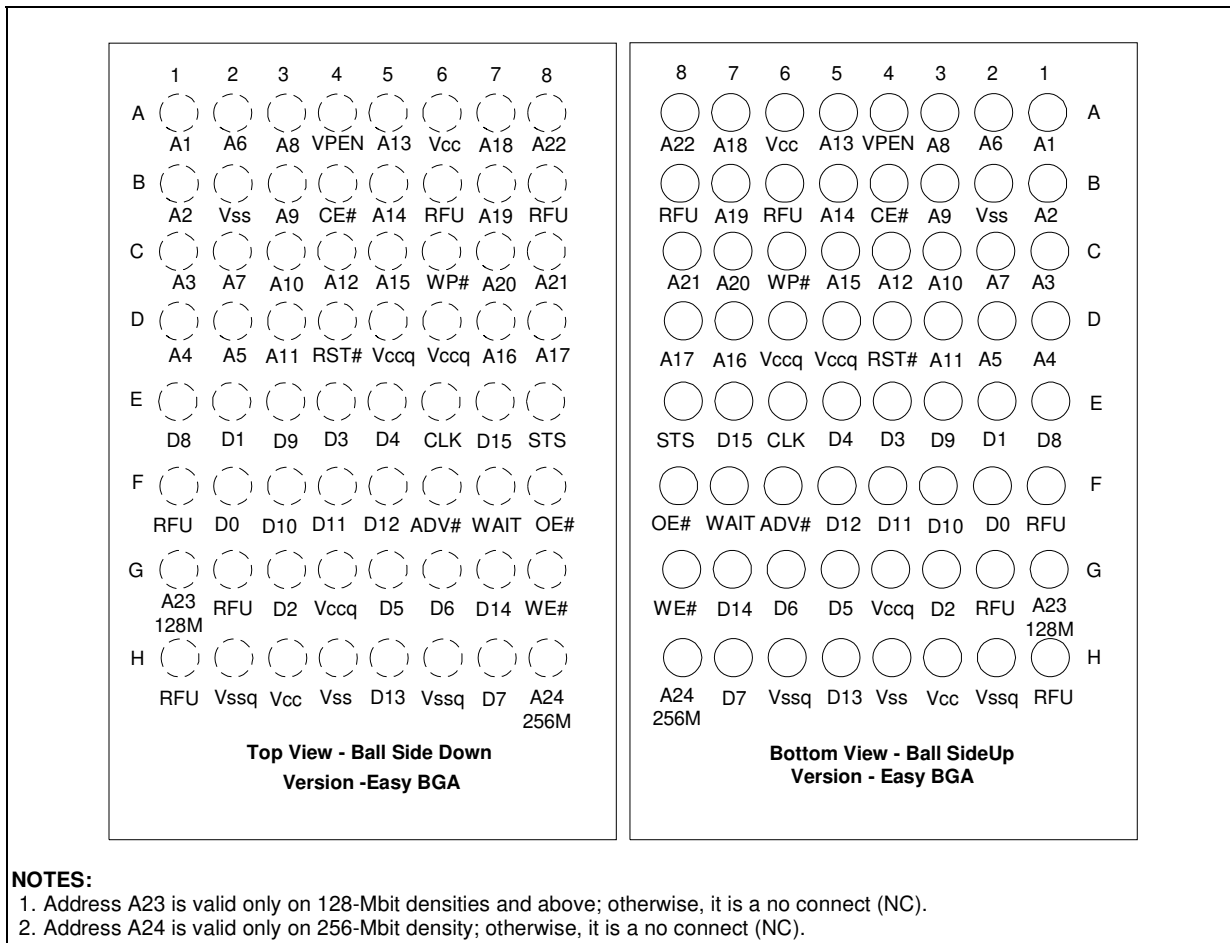 1 2 3 4 5 6 7 8
A
A1 A6 A8 VPEN A13 Vcc A18 A22
B
A2 Vss A9 CE# A14 RFU A19 RFU
C
A3 A7 A10 A12 A15 WP# A20 A21
D
A4 A5 A11 RST# Vccq Vccq A16 A17
E
D8 D1 D9 D3 D4 CLK D15 STS
F
RFU D0 D10 D11 D12 ADV# WAIT OE#
G
A23 RFU D2 Vccq D5 D6 D14 WE#
128M
H
RFU Vssq Vcc Vss D13 Vssq D7 A24
256M
Top View - Ball Side Down
Version -Easy BGA
8 7 6 5 4 3 2 1
A
A22 A18 Vcc A13 VPEN A8 A6 A1
B
RFU A19 RFU A14 CE# A9 Vss A2
C
A21 A20 WP# A15 A12 A10 A7 A3
D
A17 A16 Vccq Vccq RST# A11 A5 A4
E
STS D15 CLK D4 D3 D9 D1 D8
F
OE# WAIT ADV# D12 D11 D10 D0 RFU
G
WE# D14 D6 D5 Vccq D2 RFU A23
128M
H
A24 D7 Vssq D13 Vss Vcc Vssq RFU
256M
Bottom View - Ball SideUp
Version - Easy BGA
NOTES:
1. Address A23 is valid only on 128-Mbit densities and above; otherwise, it is a no connect (NC).
2. Address A24 is valid only on 256-Mbit density; otherwise, it is a no connect (NC).